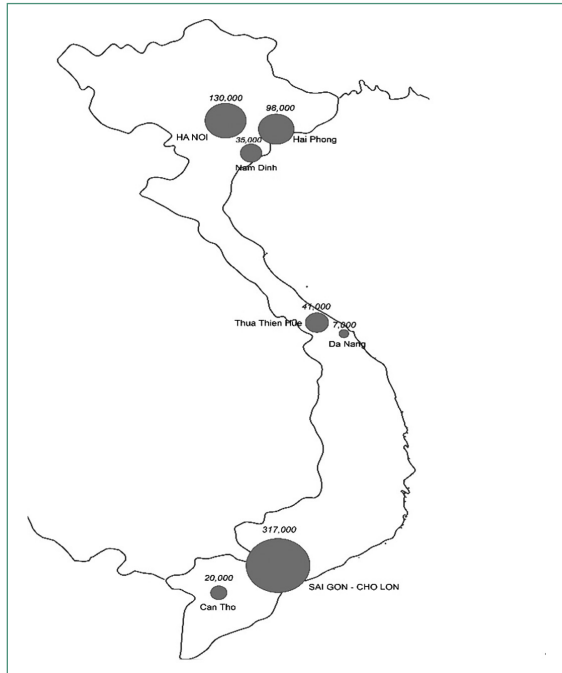 130,000
98,000
HA NOI
35,000
Hai Phong
Nam Dinh
41,000
Thua Thien Hue
7,000
Da Nang
317,000
20,000
SAI GON - CHO LON
Can Tho